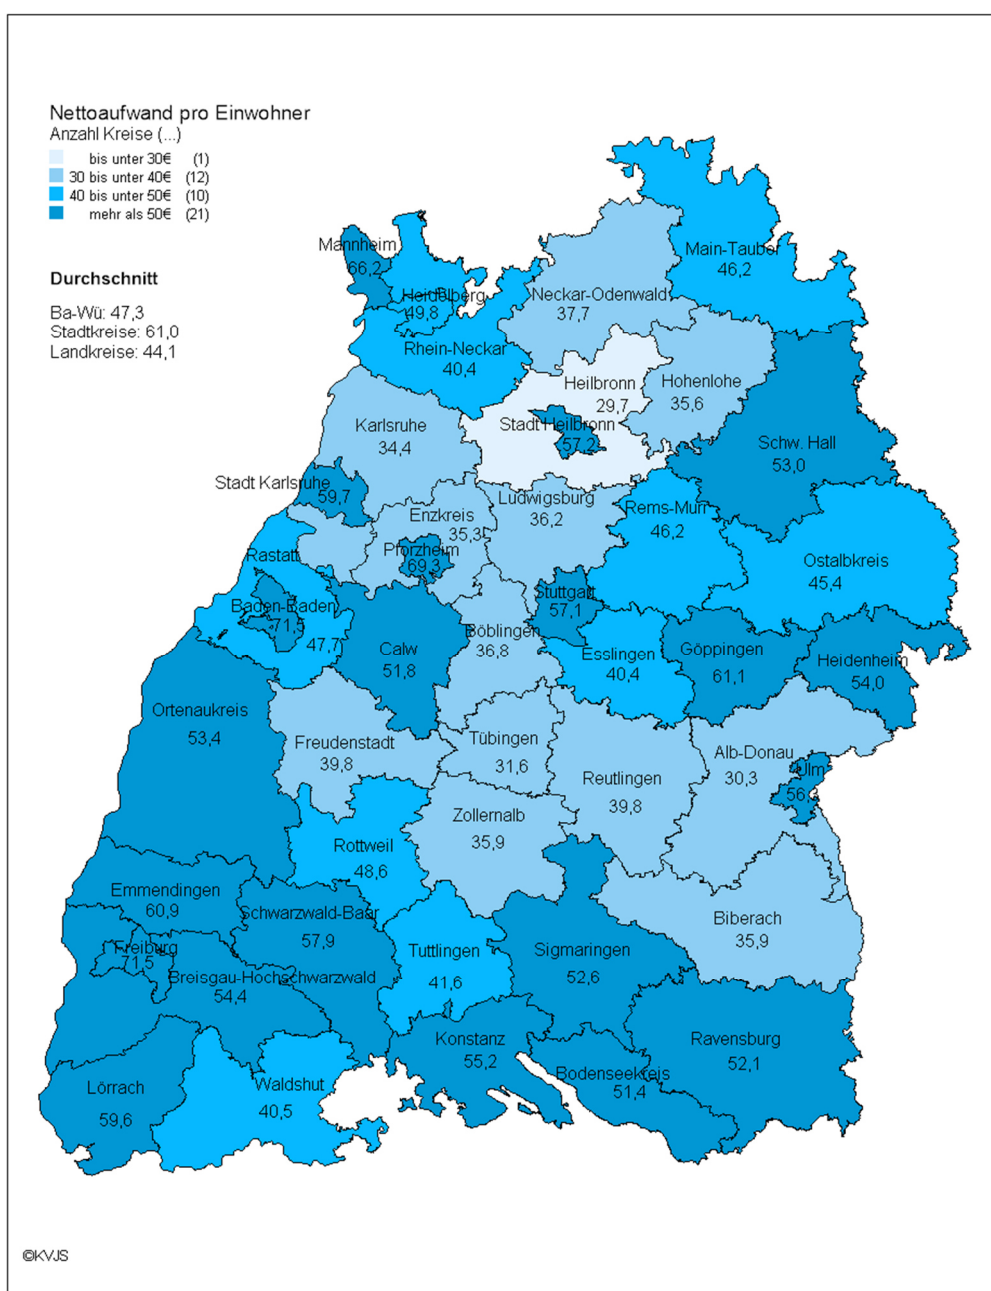 Nettoaufwand pro Einwohner
Anzahl Kreise (...)
bis unter 30€ (1)
30 bis unter 40€ (12)
40 bis unter 50€ (10)
mehr als 50€ (21)
Durchschnitt
Ba-Wü: 47,3
Stadtkreise: 61,0
Landkreise: 44,1
Mannheim
66,2
Heidelberg
49,8
Rhein-Neckar
40,4
Neckar-Odenwald
37,7
Main-Tauber
46,2
Heilbronn
29,7
Stadt Heilbronn
57,2
Hohenlohe
35,6
Schw. Hall
53,0
Karlsruhe
34,4
Stadt Karlsruhe
59,7
Enzkreis
35,3
Pforzheim
69,3
Ludwigsburg
36,2
Rems-Murr
46,2
Ostalbkreis
45,4
Rastatt
47,7
Baden-Baden
71,5
Calw
51,8
Böblingen
36,8
Stuttgart
57,1
Esslingen
40,4
Göppingen
61,1
Heidenheim
54,0
Ortenaukreis
53,4
Freudenstadt
39,8
Tübingen
31,6
Reutlingen
39,8
Alb-Donau
30,3
Ulm
56,
Zollernalb
35,9
Rottweil
48,6
Emmendingen
60,9
Schwarzwald-Baar
57,9
Freiburg
71,5
Breisgau-Hochschwarzwald
54,4
Tuttlingen
41,6
Sigmaringen
52,6
Biberach
35,9
Konstanz
55,2
Bodenseekreis
51,4
Ravensburg
52,1
Lörrach
59,6
Waldshut
40,5
©KVJS